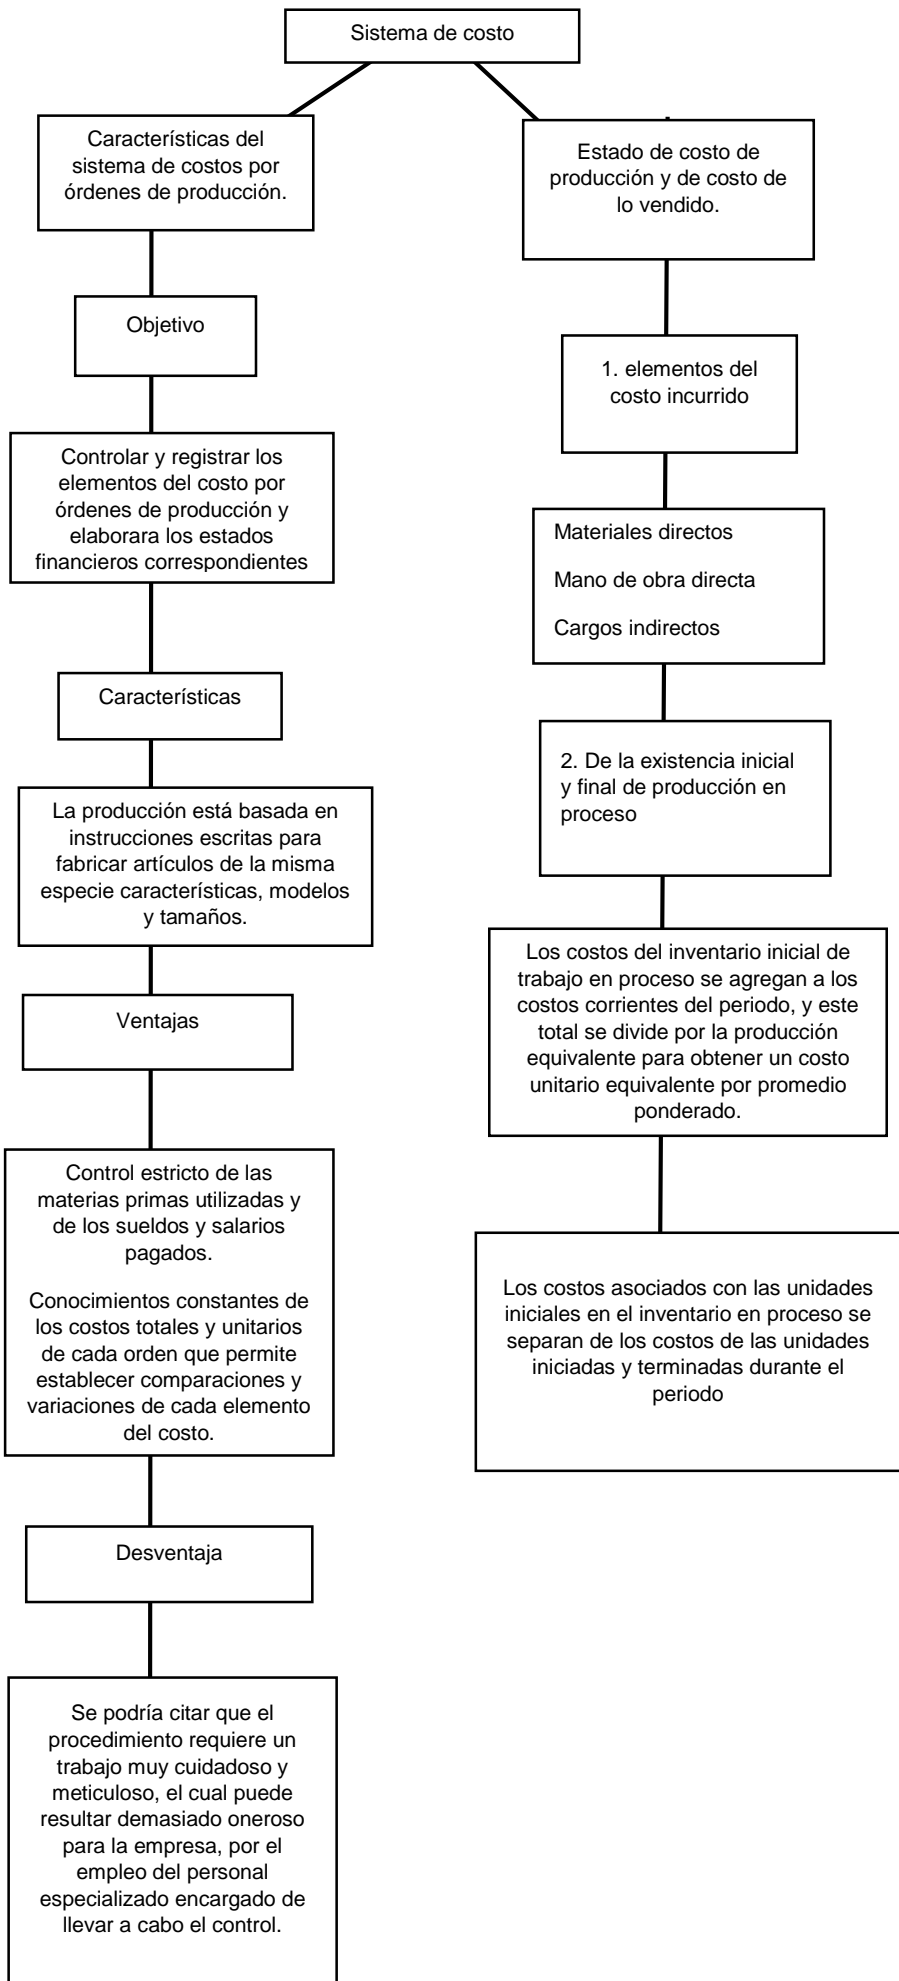 Sistema de costo
Característícas del
sistema de costos por
órdenes de producción.
Objetivo
Controlar y registrar los
elementos del costo por
órdenes de producción y
elaborara los estados
financieros correspondientes
Característícas
La producción está basada en
instrucciones escritas para
fabricar artículos de la misma
especie características, modelos
y tamaños.
Ventajas
Control estricto de las
materias primas utilizadas y
de los sueldos y salarios
pagados.
Conocimientos constantes de
los costos totales y unitarios
de cada orden que permite
establecer comparaciones y
variaciones de cada elemento
del costo.
Desventaja
Se podría citar que el
procedimiento requiere un
trabajo muy cuidadoso y
meticuloso, el cual puede
resultar demasiado oneroso
para la empresa, por el
empleo del personal
especializado encargado de
llevar a cabo el control.
Estado de costo de
producción y de costo de
lo vendido.
1. elementos del
costo incurrido
Materiales directos
Mano de obra directa
Cargos indirectos
2. De la existencia inicial
y final de producción en
proceso
Los costos del inventario inicial de
trabajo en proceso se agregan a los
costos corrientes del periodo, y este
total se divide por la producción
equivalente para obtener un costo
unitario equivalente por promedio
ponderado.
Los costos asociados con las unidades
iniciales en el inventario en proceso se
separan de los costos de las unidades
iniciadas y terminadas durante el
periodo